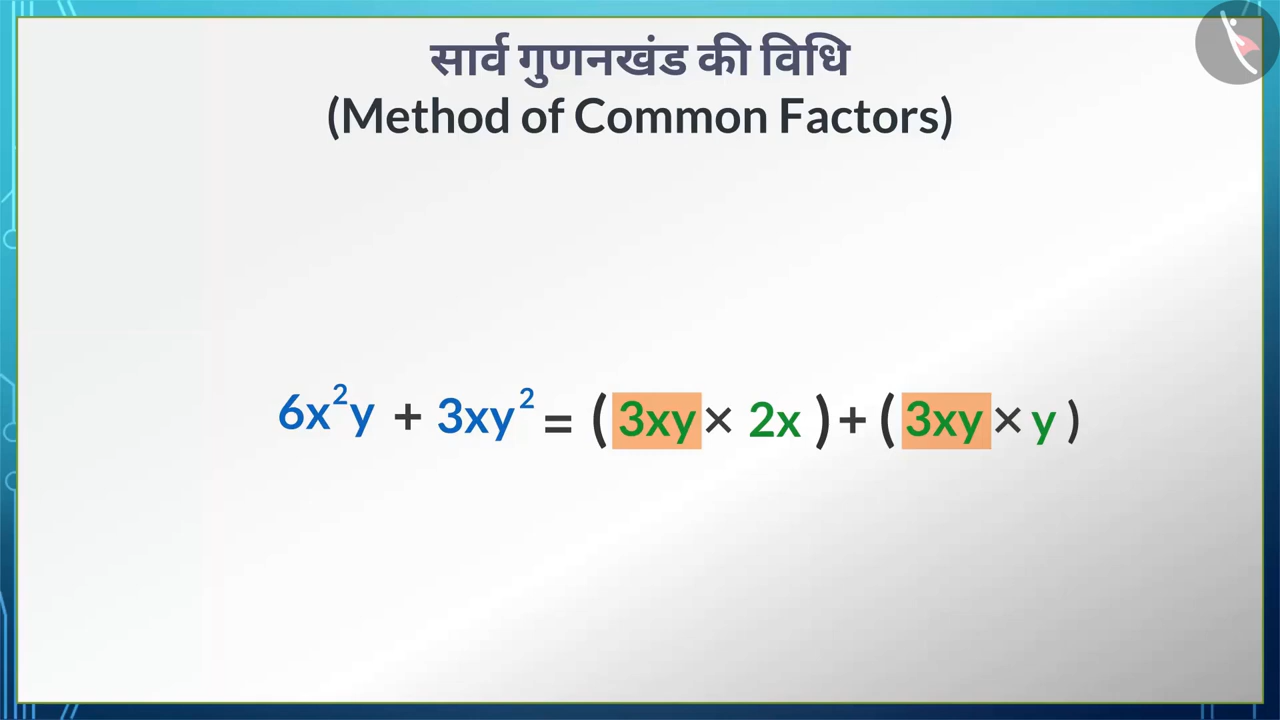 सार्व गुणनखंड की विधि
(Method of Common Factors)
6x²y + 3xy² = (3xy × 2x) + (3xy × y)